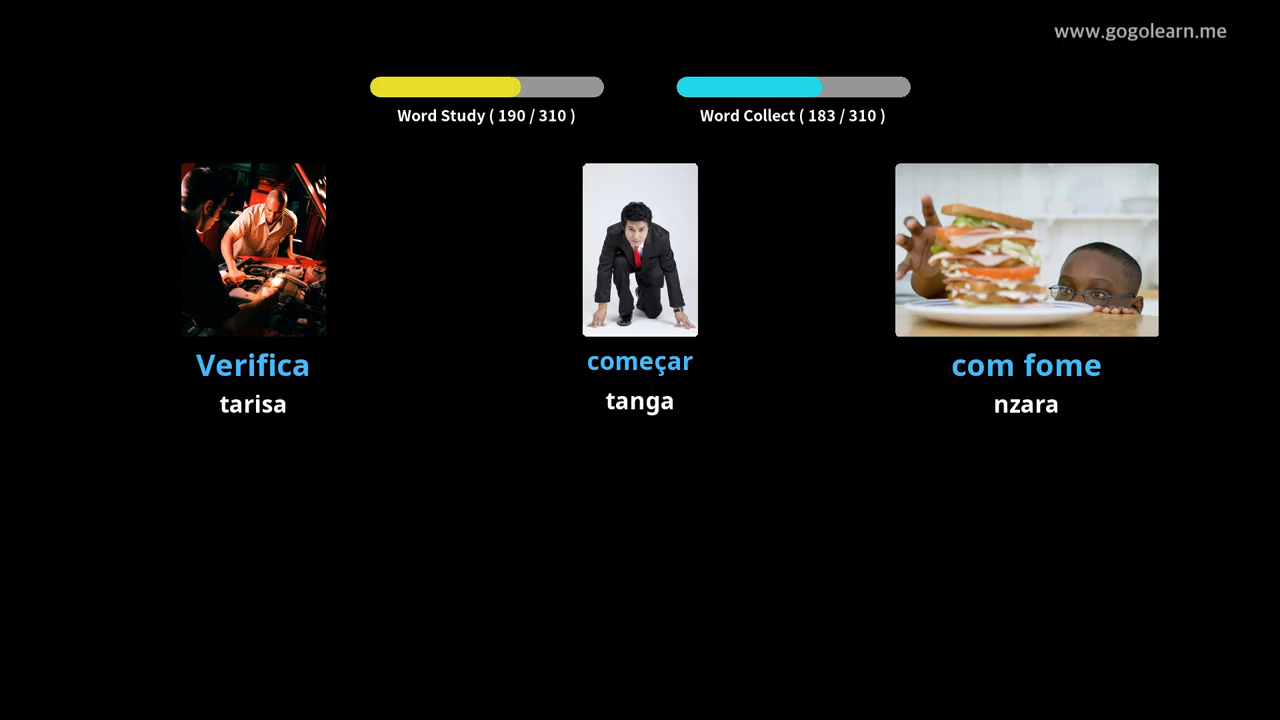 www.gogolearn.me
Word Study ( 190 / 310 )
Word Collect ( 183 / 310 )
Verifica
começar
com fome
tarisa
tanga
nzara